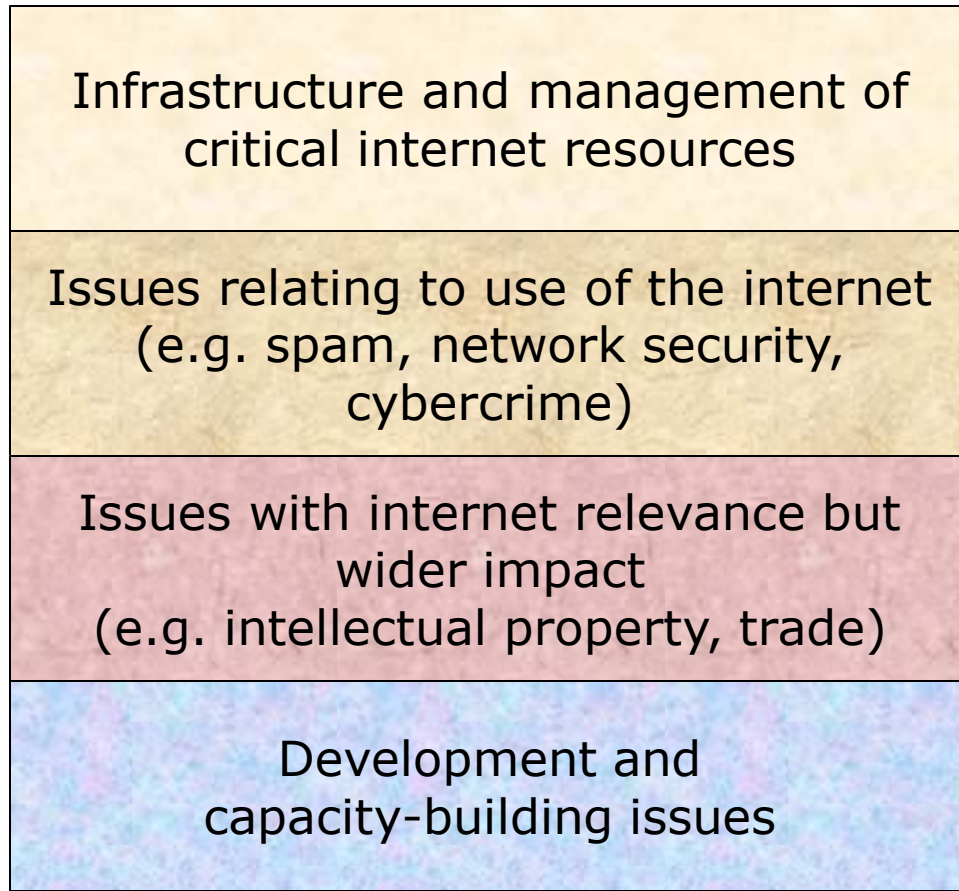 Infrastructure and management of
critical internet resources
Issues relating to use of the internet
(e.g. spam, network security,
cybercrime)
Issues with internet relevance but
wider impact
(e.g. intellectual property, trade)
Development and
capacity-building issues